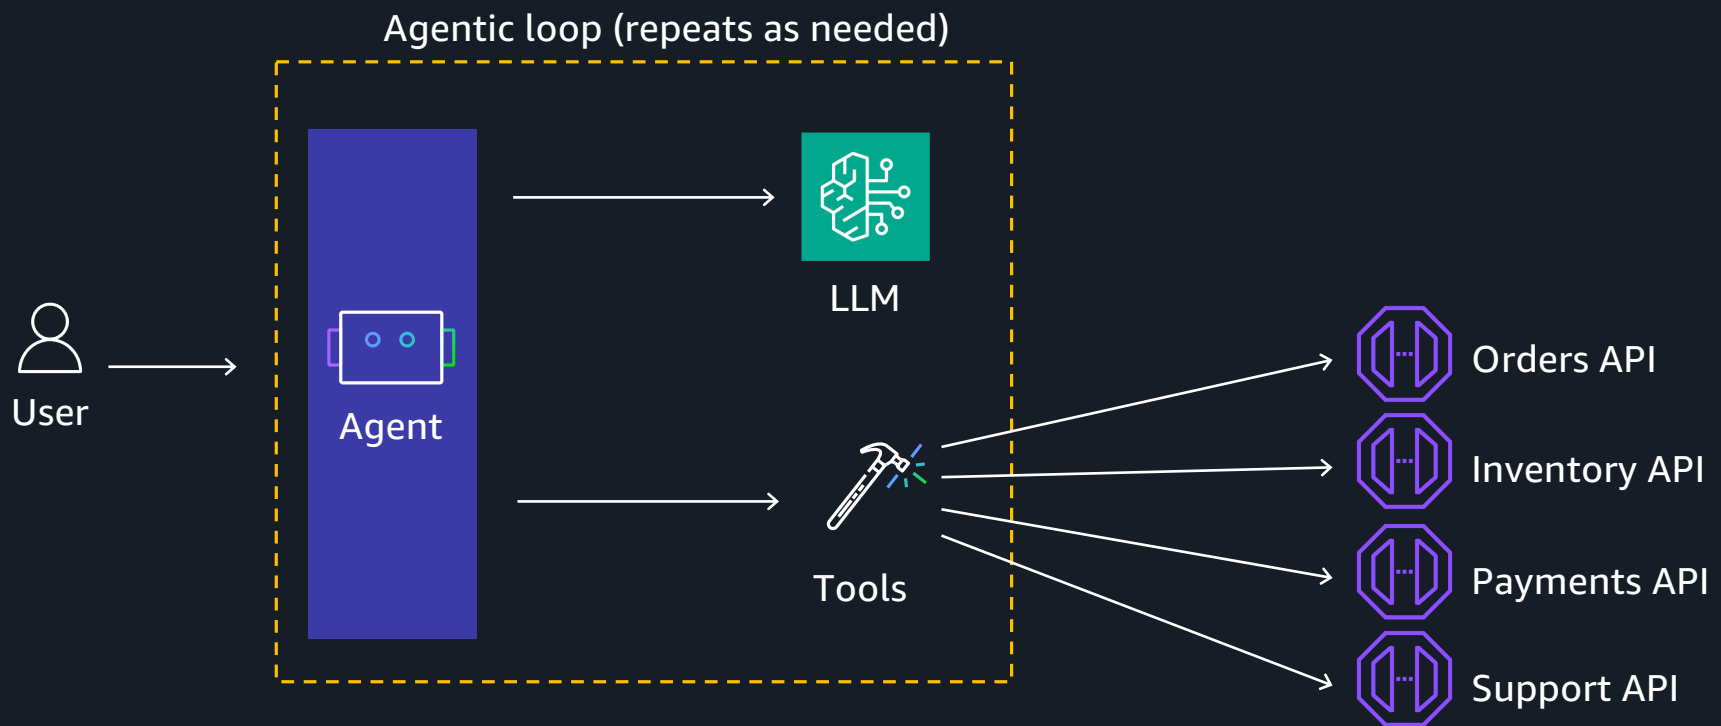 Agentic loop (repeats as needed)
LLM
User
Agent
Tools
Orders API
Inventory API
Payments API
Support API